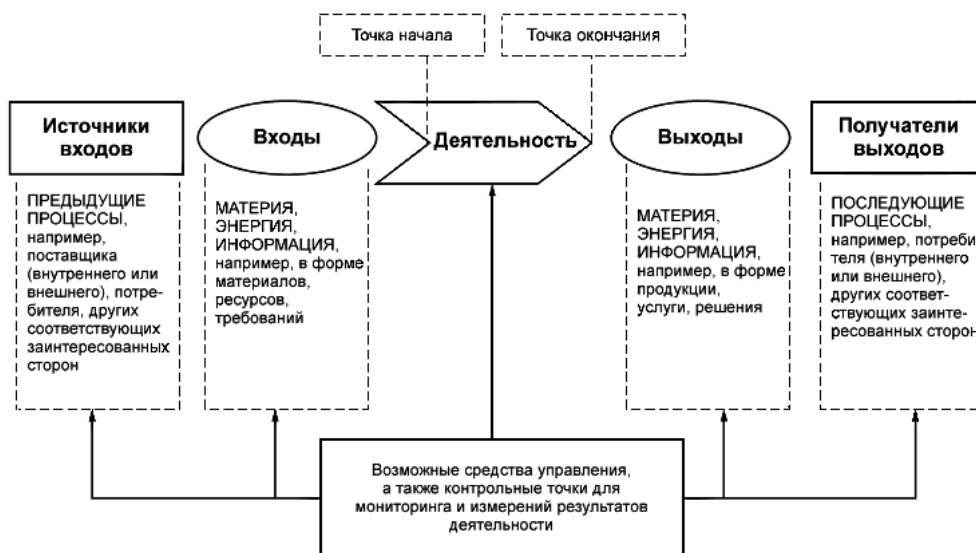 Точка начала
Точка окончания
Источники
входов
Входы
Деятельность
Выходы
Получатели
выходов
ПРЕДЫДУЩИЕ
ПРОЦЕССЫ,
например,
поставщика
(внутреннего или
внешнего), потре-
бителя, других
соответствующих
заинтересованных
сторон
МАТЕРИЯ,
ЭНЕРГИЯ,
ИНФОРМАЦИЯ,
например, в форме
материалов,
ресурсов,
требований
МАТЕРИЯ,
ЭНЕРГИЯ,
ИНФОРМАЦИЯ,
например, в форме
продукции,
услуги, решения
ПОСЛЕДУЮЩИЕ
ПРОЦЕССЫ,
например, потреби
теля (внутреннего
или внешнего),
других соответ-
ствующих заинте-
ресованных сторон
Возможные средства управления,
а также контрольные точки для
мониторинга и измерений результатов
деятельности